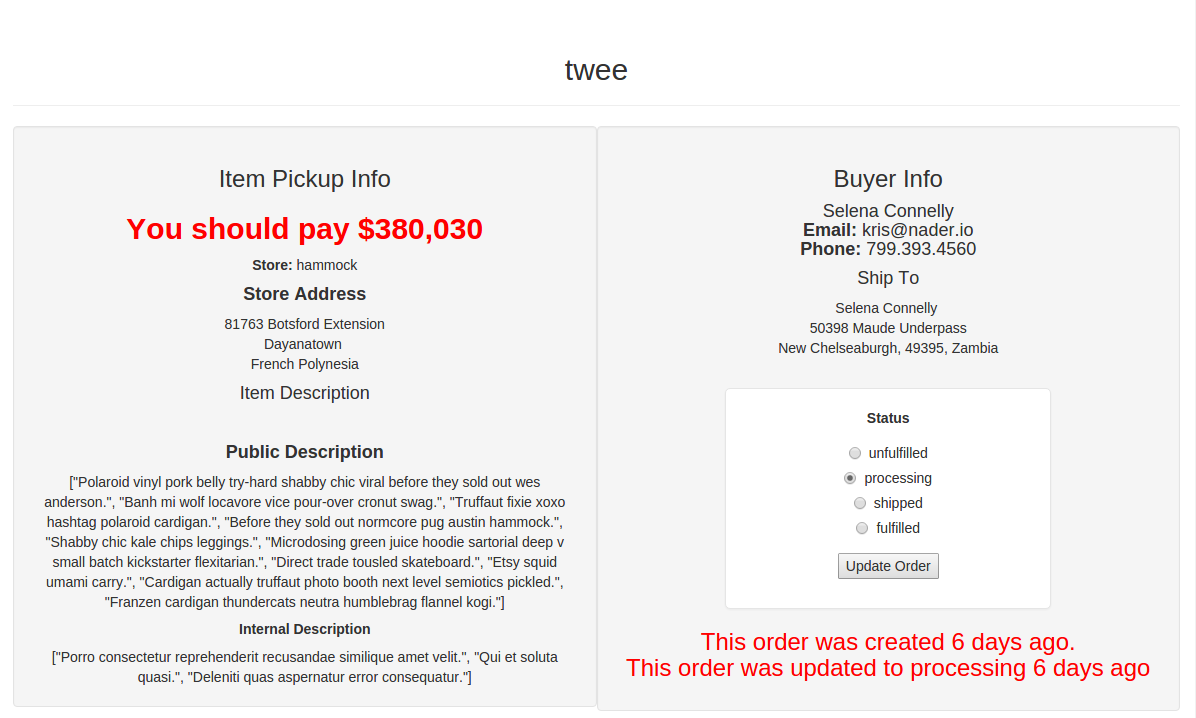 twee
Item Pickup Info
You should pay $380,030
Store: hammock
Store Address
81763 Botsford Extension
Dayanatown
French Polynesia
Item Description
Public Description
["Polaroid vinyl pork belly try-hard shabby chic viral before they sold out wes
anderson.", "Banh mi wolf locavore vice pour-over cronut swag.", "Truffaut fixie xoxo
hashtag polaroid cardigan.", "Before they sold out normcore pug austin hammock.",
"Shabby chic kale chips leggings.", "Microdosing green juice hoodie sartorial deep v
small batch kickstarter flexitarian.", "Direct trade tousled skateboard.", "Etsy squid
umami carry.", "Cardigan actually truffaut photo booth next level semiotics pickled.",
"Franzen cardigan thundercats neutra humblebrag flannel kogi."]
Internal Description
["Porro consectetur reprehenderit recusandae similique amet velit.", "Qui et soluta
quasi.", "Deleniti quas aspernatur error consequatur."]
Buyer Info
Selena Connelly
Email: kris@nader.io
Phone: 799.393.4560
Ship To
Selena Connelly
50398 Maude Underpass
New Chelseaburgh, 49395, Zambia
Status
unfulfilled
processing
shipped
fulfilled
Update Order
This order was created 6 days ago.
This order was updated to processing 6 days ago